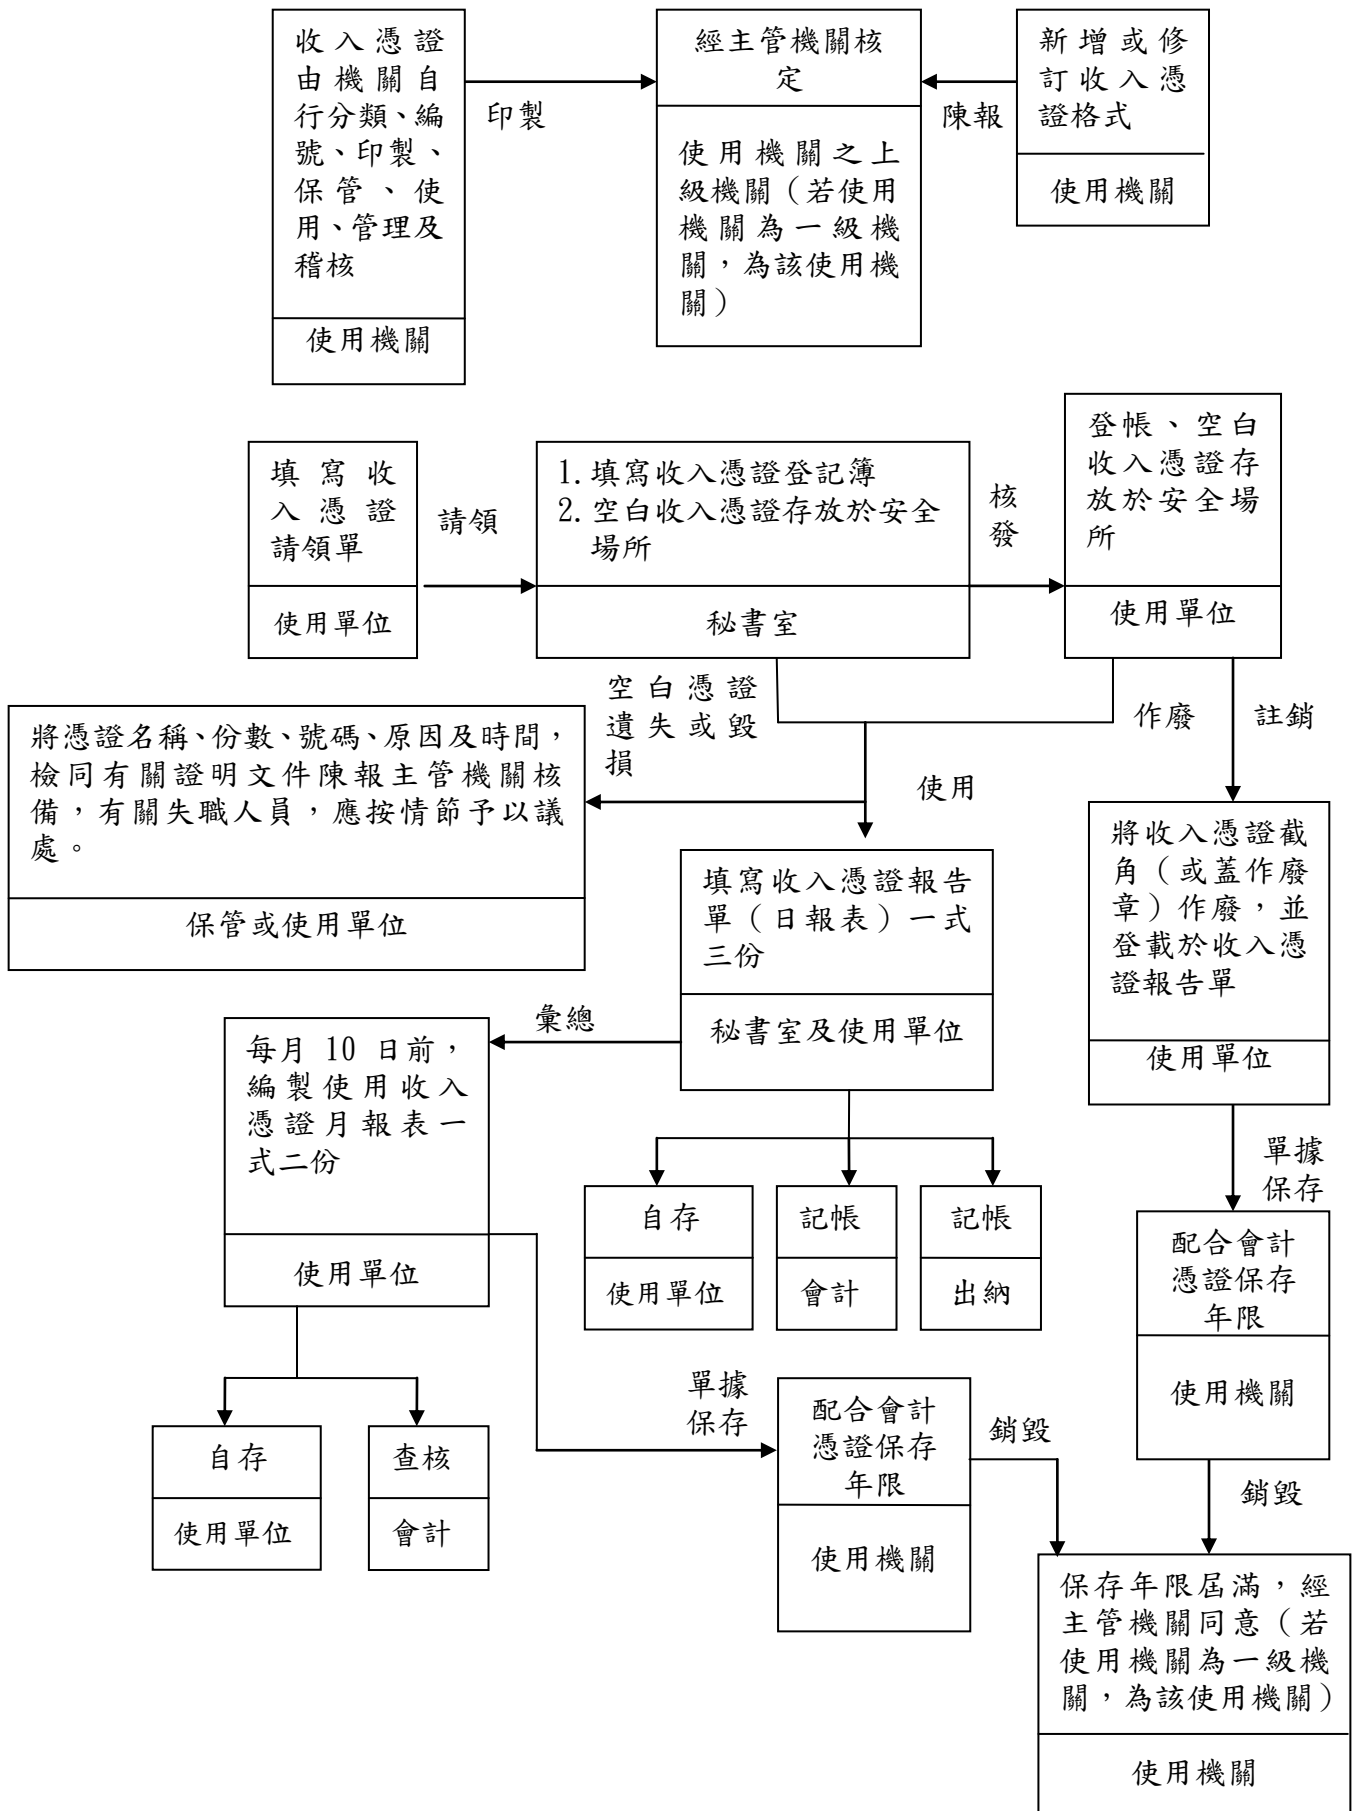 收入憑證
由機關自
行分類、編
號、印製、
保管、使
用、管理及
稽核
使用機關
印製
經主管機關核
定
使用機關之上
級機關（若使用
機關為一級機
關，為該使用機
關）
陳報
新增或修
訂收入憑
證格式
使用機關
填寫收
入憑證
請領單
使用單位
請領
1.填寫收入憑證登記簿
2.空白收入憑證存放於安全
場所
秘書室
核
發
登帳、空白
收入憑證存
放於安全場
所
使用單位
空白憑證
遺失或毀
損
使用
作廢
註銷
將憑證名稱、份數、號碼、原因及時間，
檢同有關證明文件陳報主管機關核
備，有關失職人員，應按情節予以議
處。
保管或使用單位
填寫收入憑證報告
單（日報表）一式
三份
秘書室及使用單位
將收入憑證截
角（或蓋作廢
章）作廢，並
登載於收入憑
證報告單
使用單位
彙總
每月 10 日前，
編製使用收入
憑證月報表一
式二份
使用單位
自存
使用單位
記帳
會計
記帳
出納
單據
保存
配合會計
憑證保存
年限
使用機關
自存
使用單位
查核
會計
單據
保存
配合會計
憑證保存
年限
使用機關
銷毀
銷毀
保存年限屆滿，經
主管機關同意（若
使用機關為一級機
關，為該使用機關）
使用機關